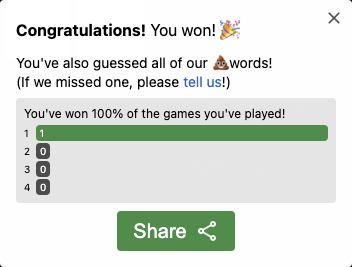 Congratulations! You won! 🎉
You've also guessed all of our 💩words!
(If we missed one, please tell us!)
You've won 100% of the games you've played!
1 1
2 0
3 0
4 0
Share